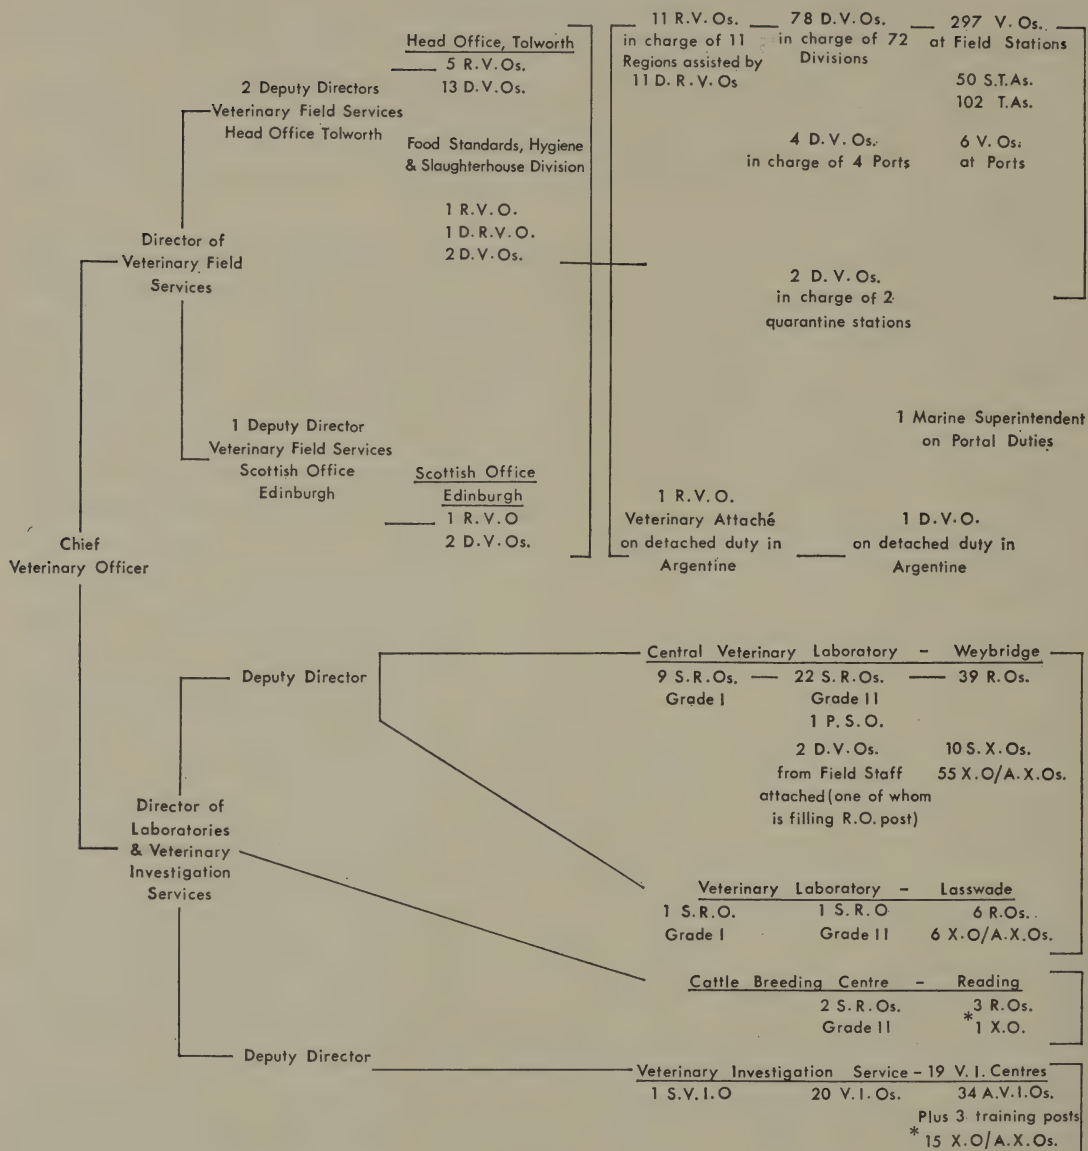 Chief
Veterinary Officer
Director of
Veterinary Field
Services
2 Deputy Directors
Veterinary Field Services
Head Office Tolworth
Head Office, Tolworth
5 R.V.Os.
13 D.V.Os.
Food Standards, Hygiene
& Slaughterhouse Division
1 R.V.O.
1 D.R.V.O.
2 D.V.Os.
1 Deputy Director
Veterinary Field Services
Scottish Office
Edinburgh
Scottish Office
Edinburgh
1 R.V.O
2 D.V.Os.
11 R.V.Os.
in charge of 11
Regions assisted by
11 D.R.V.Os
78 D.V.Os.
in charge of 72
Divisions
297 V.Os.
at Field Stations
50 S.T.As.
102 T.As.
4 D.V.Os.
in charge of 4 Ports
6 V.Os.
at Ports
2 D.V.Os.
in charge of 2
quarantine stations
1 Marine Superintendent
on Portal Duties
1 R.V.O.
Veterinary Attaché
on detached duty in
Argentine
1 D.V.O.
on detached duty in
Argentine
Director of
Laboratories
& Veterinary
Investigation
Services
Deputy Director
Central Veterinary Laboratory - Weybridge
9 S.R.Os.
Grade I
22 S.R.Os.
Grade II
1 P.S.O.
39 R.Os.
2 D.V.Os.
from Field Staff
attached (one of whom
is filling R.O. post)
10 S.X.Os.
55 X.O/A.X.Os.
Veterinary Laboratory - Lasswade
1 S.R.O.
Grade I
1 S.R.O
Grade II
6 R.Os.
6 X.O/A.X.Os.
Cattle Breeding Centre - Reading
2 S.R.Os.
Grade II
3 R.Os.
*1 X.O.
Deputy Director
Veterinary Investigation Service - 19 V.I. Centres
1 S.V.I.O
20 V.I.Os.
34 A.V.I.Os.
Plus 3 training posts
* 15 X.O/A.X.Os.